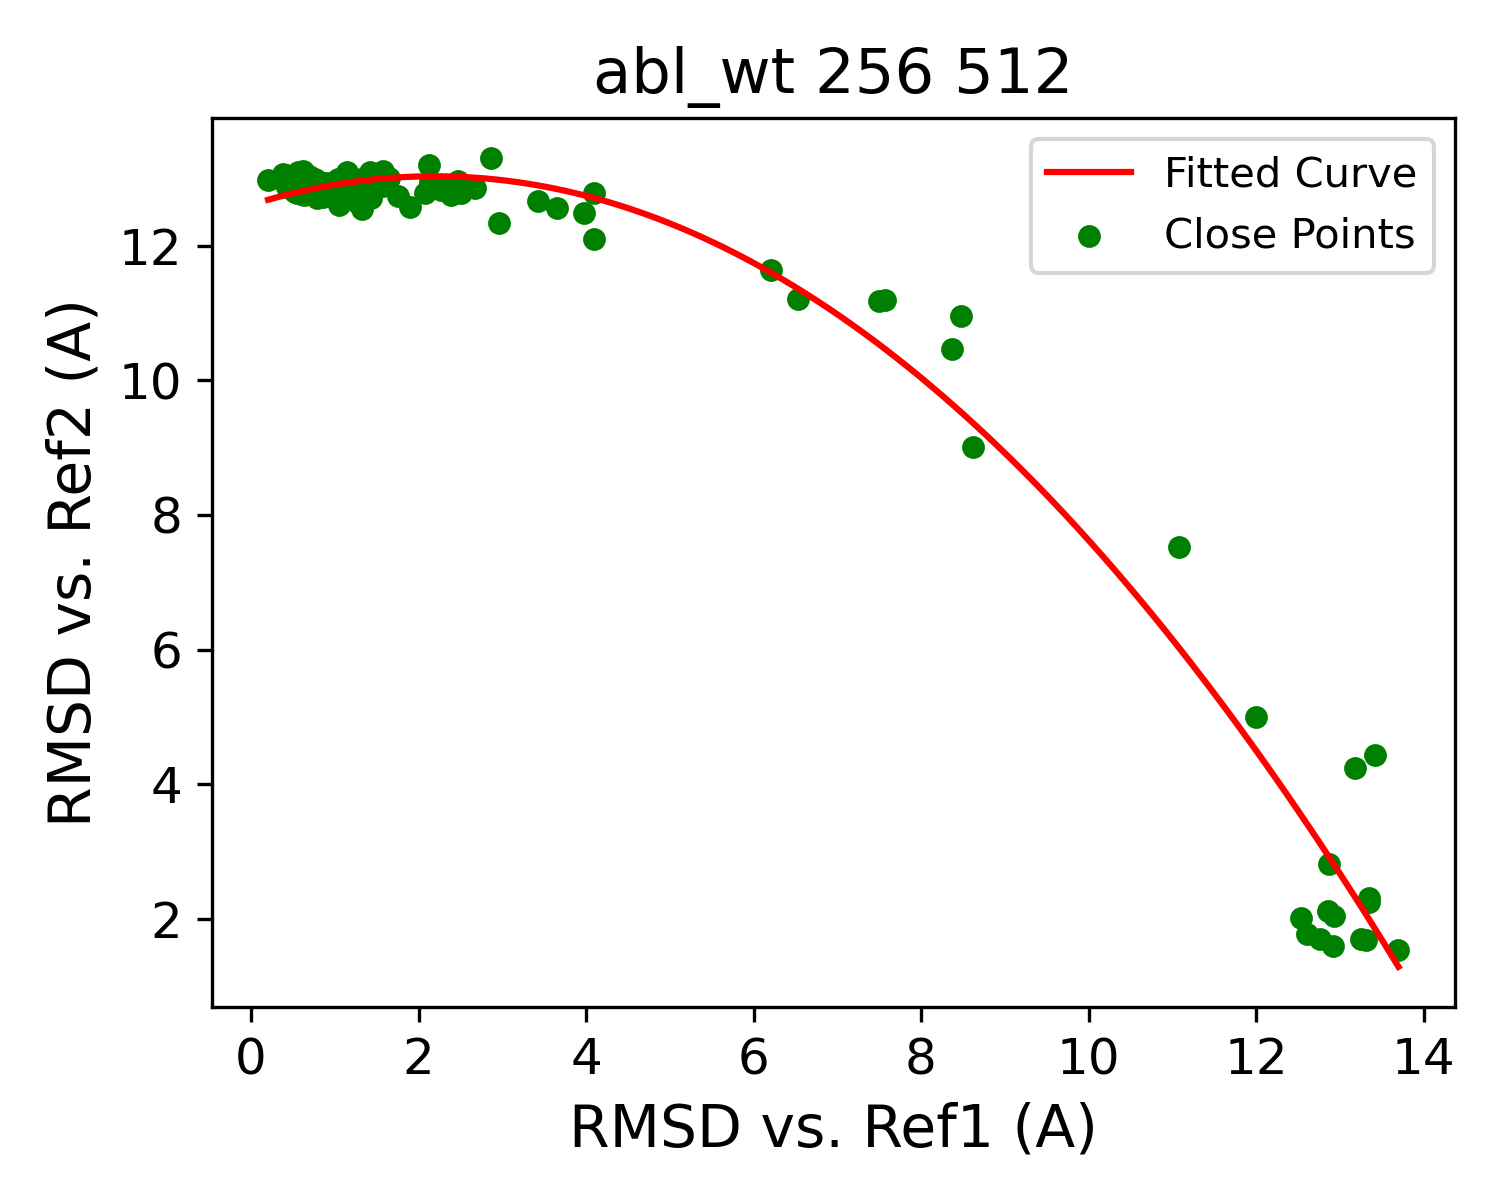 abl_wt 256 512
Fitted Curve
Close Points
RMSD vs. Ref2 (A)
12
10
8
6
4
2
0 2 4 6 8 10 12 14
RMSD vs. Ref1 (A)